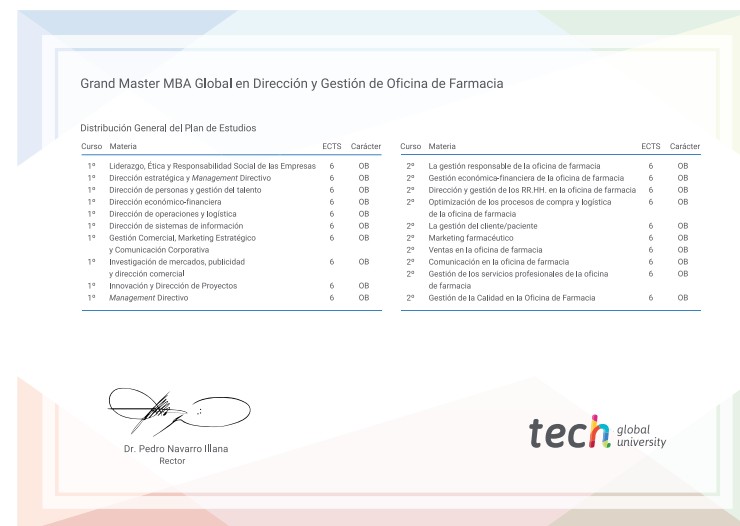 Grand Master MBA Global en Dirección y Gestión de Oficina de Farmacia
Distribución General del Plan de Estudios
Curso Materia ECTS Carácter
1º Liderazgo, Ética y Responsabilidad Social de las Empresas 6 OB
1º Dirección estratégica y Management Directivo 6 OB
1º Dirección de personas y gestión del talento 6 OB
1º Dirección económico-financiera 6 OB
1º Dirección de operaciones y logística 6 OB
1º Dirección de sistemas de información 6 OB
1º Gestión Comercial, Marketing Estratégico 6 OB
y Comunicación Corporativa
1º Investigación de mercados, publicidad 6 OB
y dirección comercial
1º Innovación y Dirección de Proyectos 6 OB
1º Management Directivo 6 OB
Curso Materia ECTS Carácter
2º La gestión responsable de la oficina de farmacia 6 OB
2º Gestión económica-financiera de la oficina de farmacia 6 OB
2º Dirección y gestión de los RR.HH. en la oficina de farmacia 6 OB
2º Optimización de los procesos de compra y logística 6 OB
de la oficina de farmacia
2º La gestión del cliente/paciente 6 OB
2º Marketing farmacéutico 6 OB
2º Ventas en la oficina de farmacia 6 OB
2º Comunicación en la oficina de farmacia 6 OB
2º Gestión de los servicios profesionales de la oficina 6 OB
de farmacia
2º Gestión de la Calidad en la Oficina de Farmacia 6 OB
Dr. Pedro Navarro Illana
Rector
tech global
university